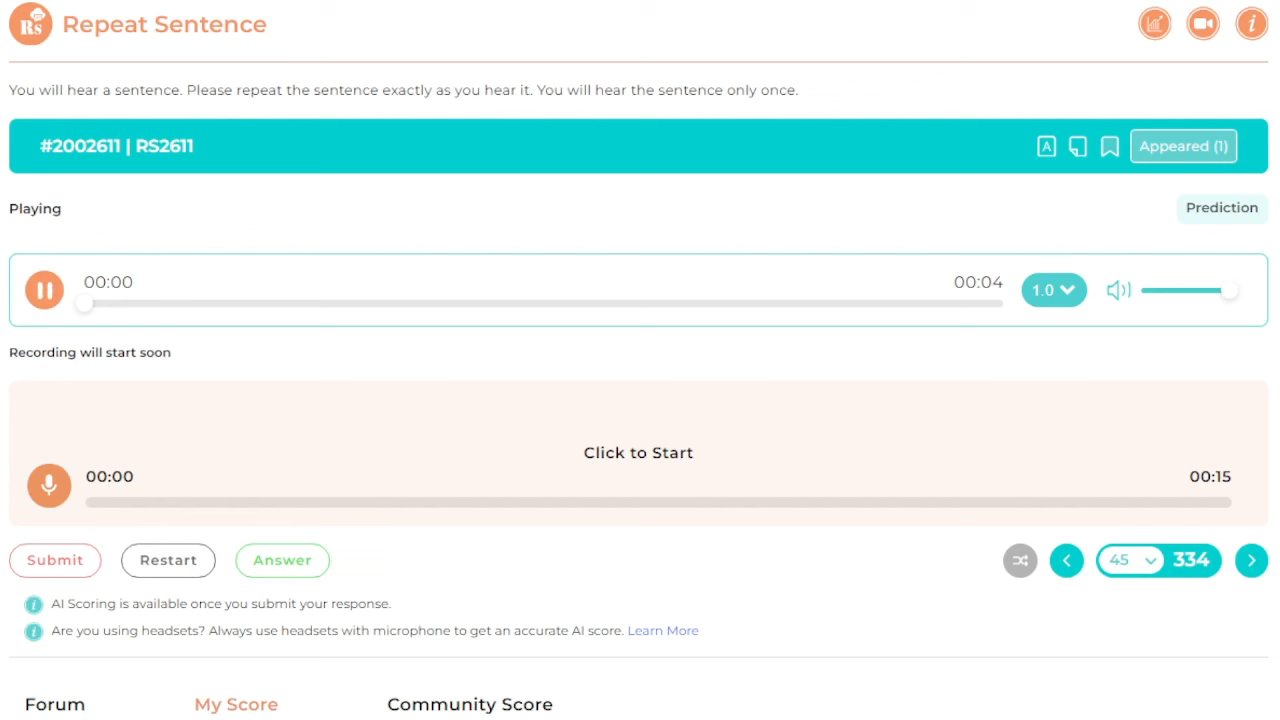 Rs Repeat Sentence
You will hear a sentence. Please repeat the sentence exactly as you hear it. You will hear the sentence only once.
#2002611 | RS2611 A Appeared (1)
Playing Prediction
00:00 00:04 1.0
Recording will start soon
Click to Start
00:00 00:15
Submit Restart Answer 45 334
i AI Scoring is available once you submit your response.
i Are you using headsets? Always use headsets with microphone to get an accurate AI score. Learn More
Forum My Score Community Score